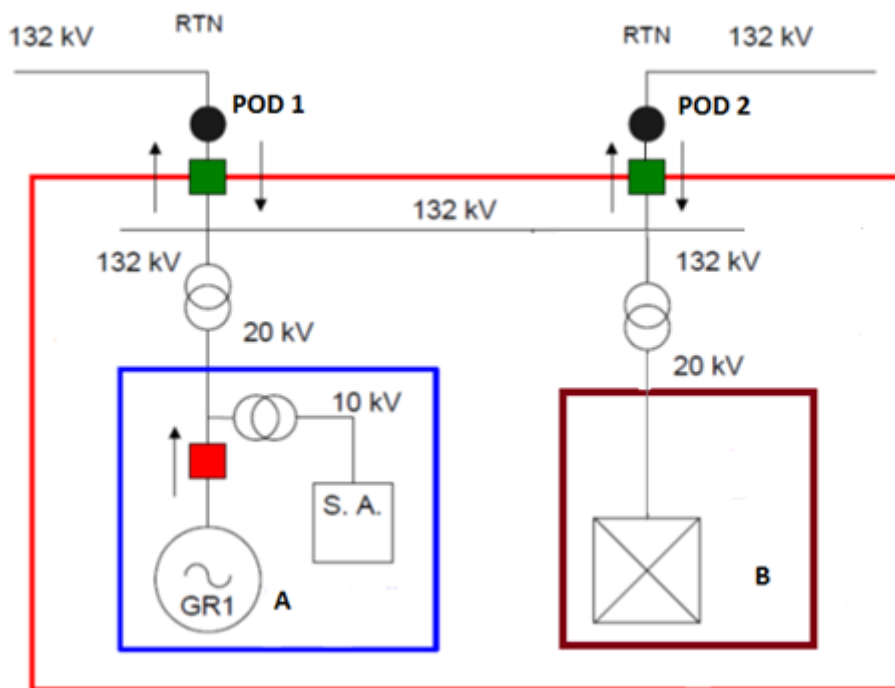 RTN
132 kV
POD 1
RTN
132 kV
POD 2
132 kV
132 kV
132 kV
20 kV
20 kV
10 kV
S. A.
GR1
A
B